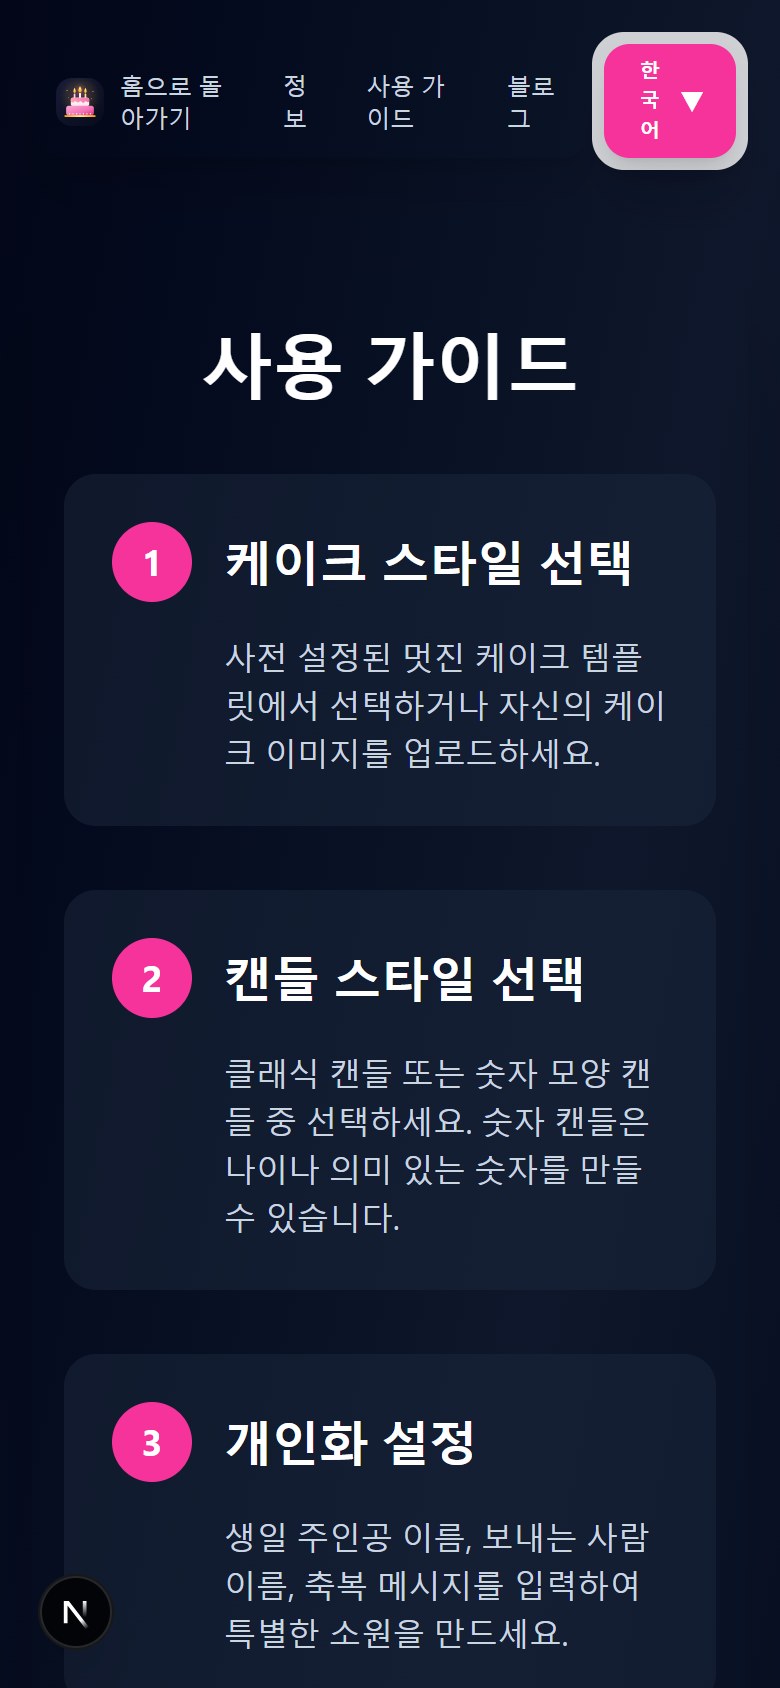 홈으로 돌
아가기
정
보
사용 가
이드
블로
그
한
국
어
▼
사용 가이드
1
케이크 스타일 선택
사전 설정된 멋진 케이크 템플
릿에서 선택하거나 자신의 케이
크 이미지를 업로드하세요.
2
캔들 스타일 선택
클래식 캔들 또는 숫자 모양 캔
들 중 선택하세요. 숫자 캔들은
나이나 의미 있는 숫자를 만들
수 있습니다.
3
개인화 설정
생일 주인공 이름, 보내는 사람
이름, 축복 메시지를 입력하여
특별한 소원을 만드세요.
N